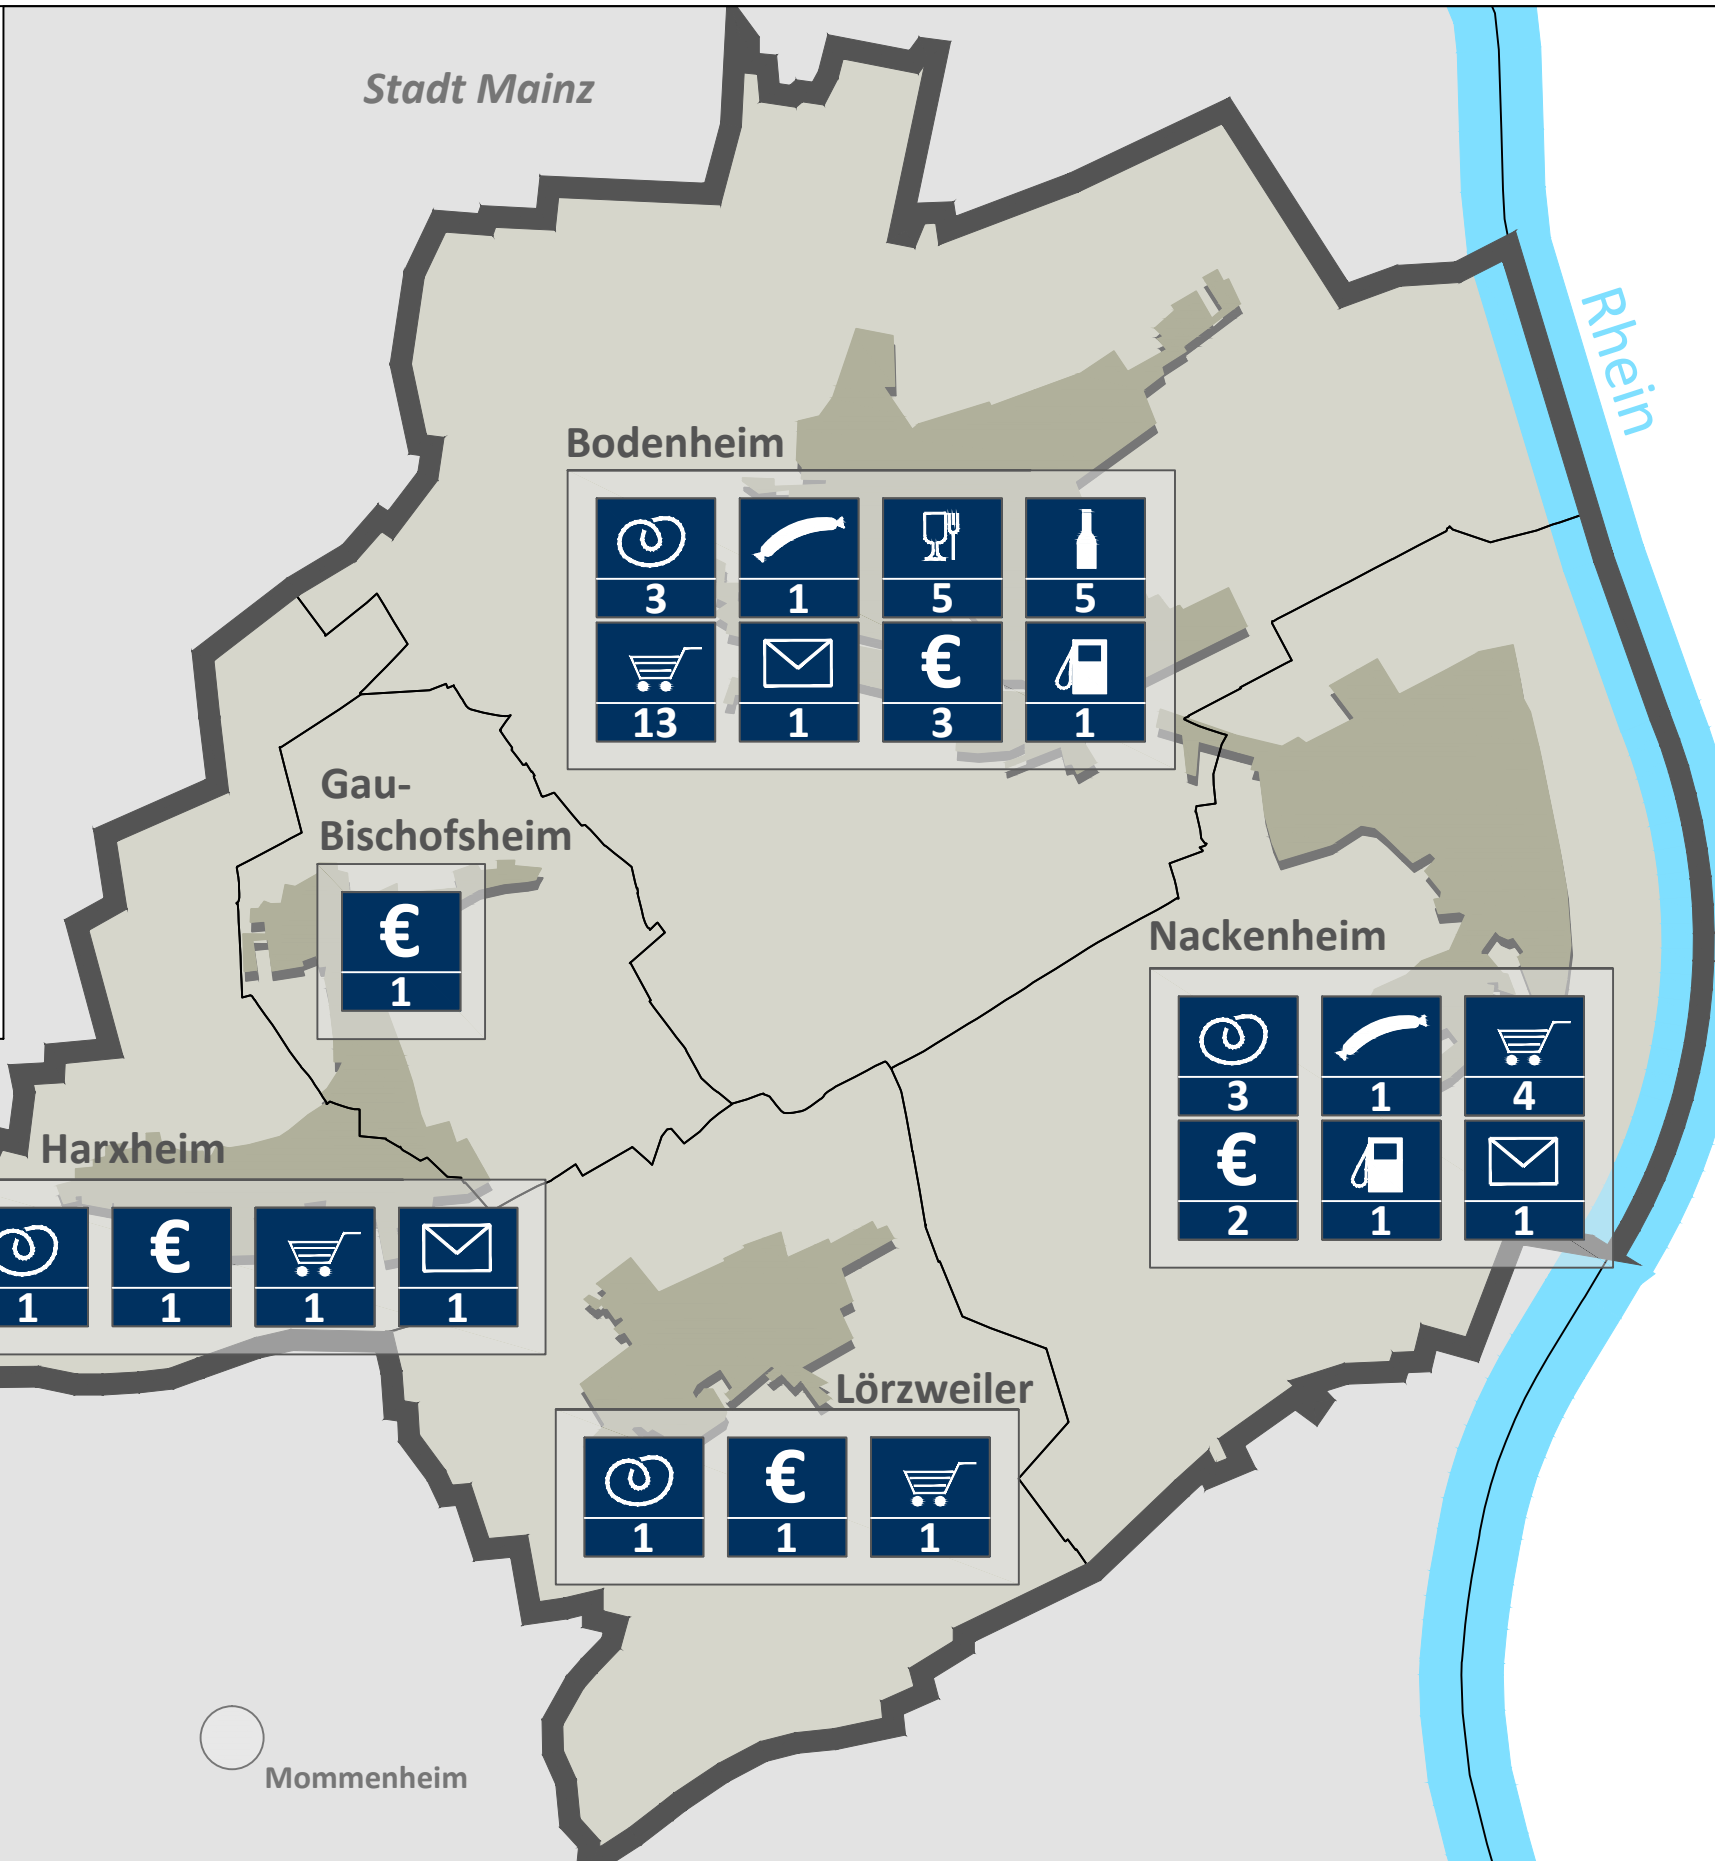 Stadt Mainz
Rhein
Bodenheim
3 1 5 5
€
13 1 3 1
Gau-
Bischofsheim
€
1
Nackenheim
3 1 4
€
2 1 1
Harxheim
€
1 1 1 1
Lörzweiler
€
1 1 1
Mommenheim